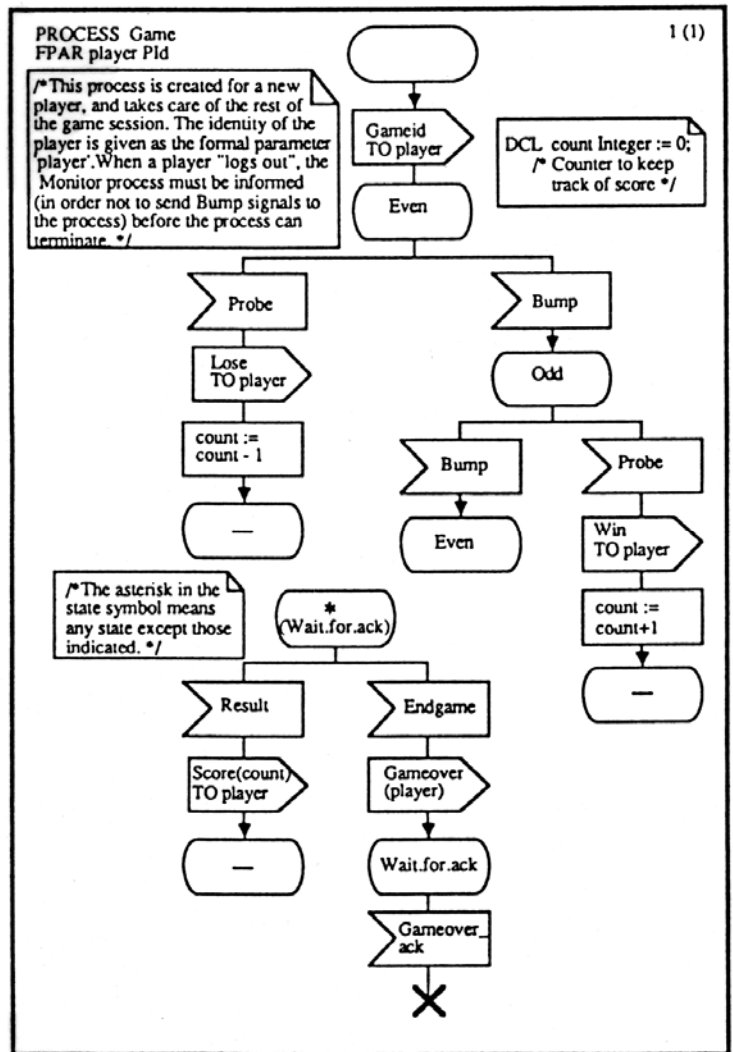 PROCESS Game
FPAR player PId
1 (1)
/*This process is created for a new
player, and takes care of the rest of
the game session. The identity of the
player is given as the formal parameter
'player'.When a player "logs out", the
Monitor process must be informed
(in order not to send Bump signals to
the process) before the process can
terminate. */
Gameid
TO player
DCL count Integer := 0;
/* Counter to keep
track of score */
Even
Probe
Bump
Lose
TO player
Odd
count :=
count - 1
Bump
Probe
—
Even
Win
TO player
/*The asterisk in the
state symbol means
any state except those
indicated. */
*
(Wait.for.ack)
count :=
count+1
—
Result
Endgame
Score(count)
TO player
Gameover
(player)
—
Wait.for.ack
Gameover_
ack